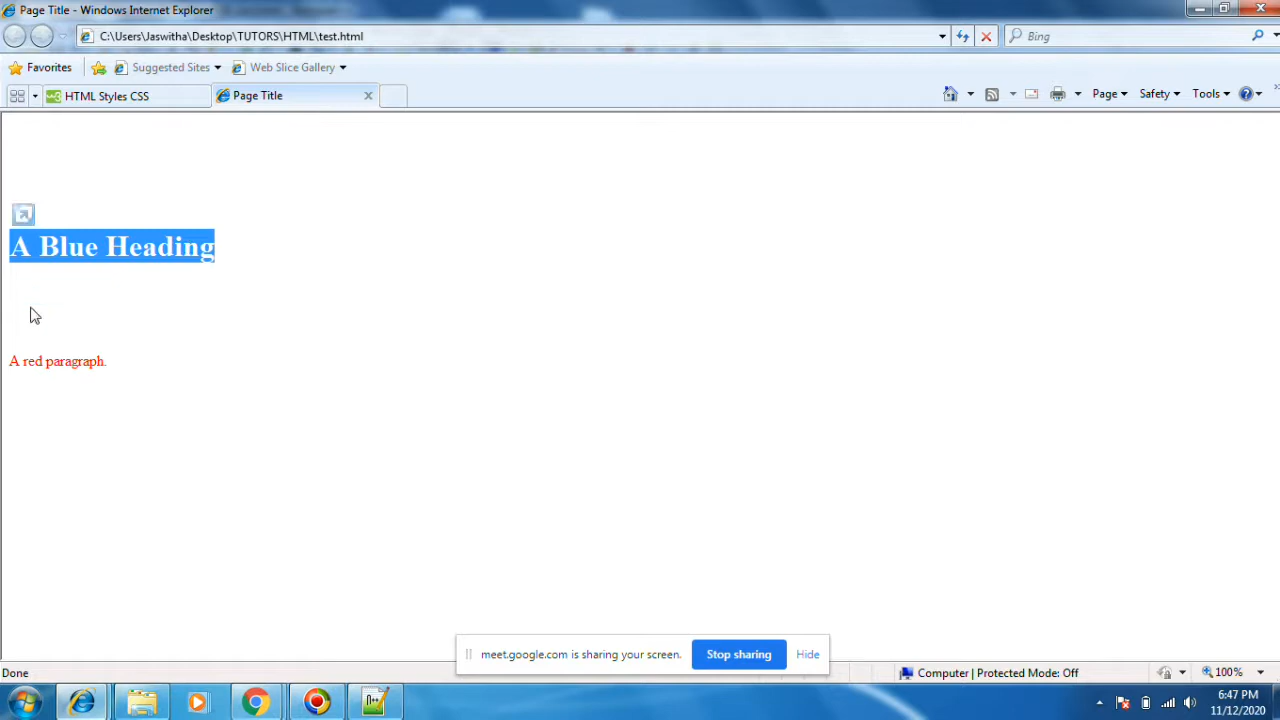 Page Title - Windows Internet Explorer
C:\Users\Jaswitha\Desktop\TUTORS\HTML\test.html
Bing
Favorites
Suggested Sites
Web Slice Gallery
HTML Styles CSS
Page Title
Page
Safety
Tools
A Blue Heading
A red paragraph.
meet.google.com is sharing your screen.
Stop sharing
Hide
Done
Computer | Protected Mode: Off
100%
6:47 PM
11/12/2020